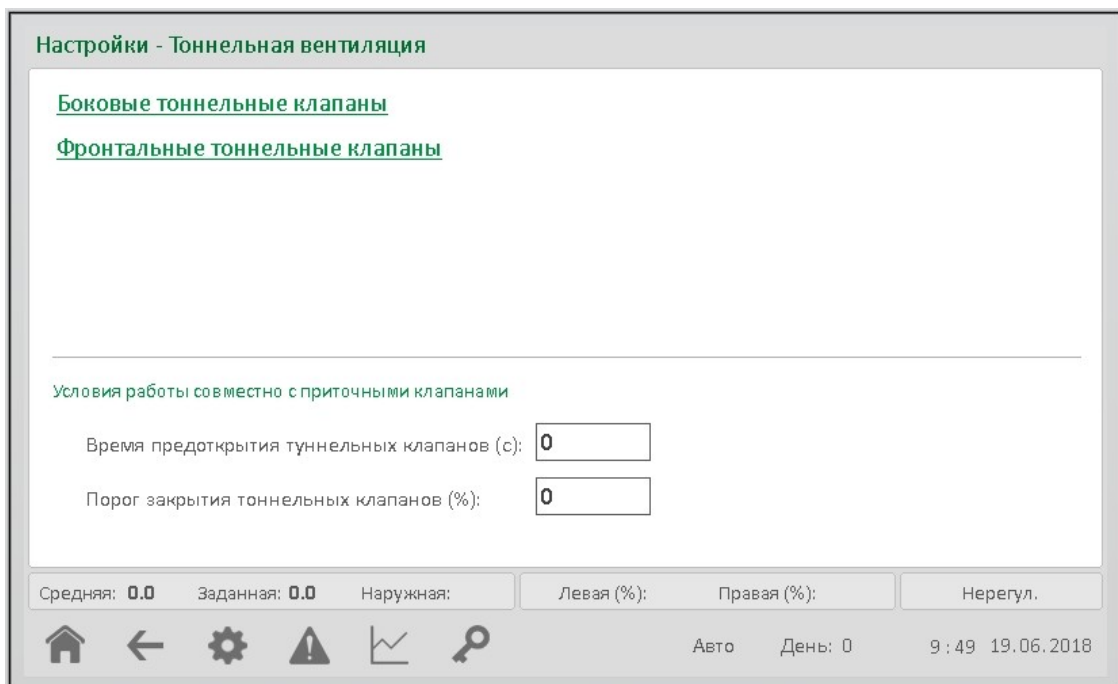 Настройки - Тоннельная вентиляция
Боковые тоннельные клапаны
Фронтальные тоннельные клапаны
Условия работы совместно с приточными клапанами
Время предоткрытия туннельных клапанов (с): 0
Порог закрытия тоннельных клапанов (%): 0
Средняя: 0.0 Заданная: 0.0 Наружная: Левая (%): Правая (%): Нерегул.
Авто День: 0 9:49 19.06.2018